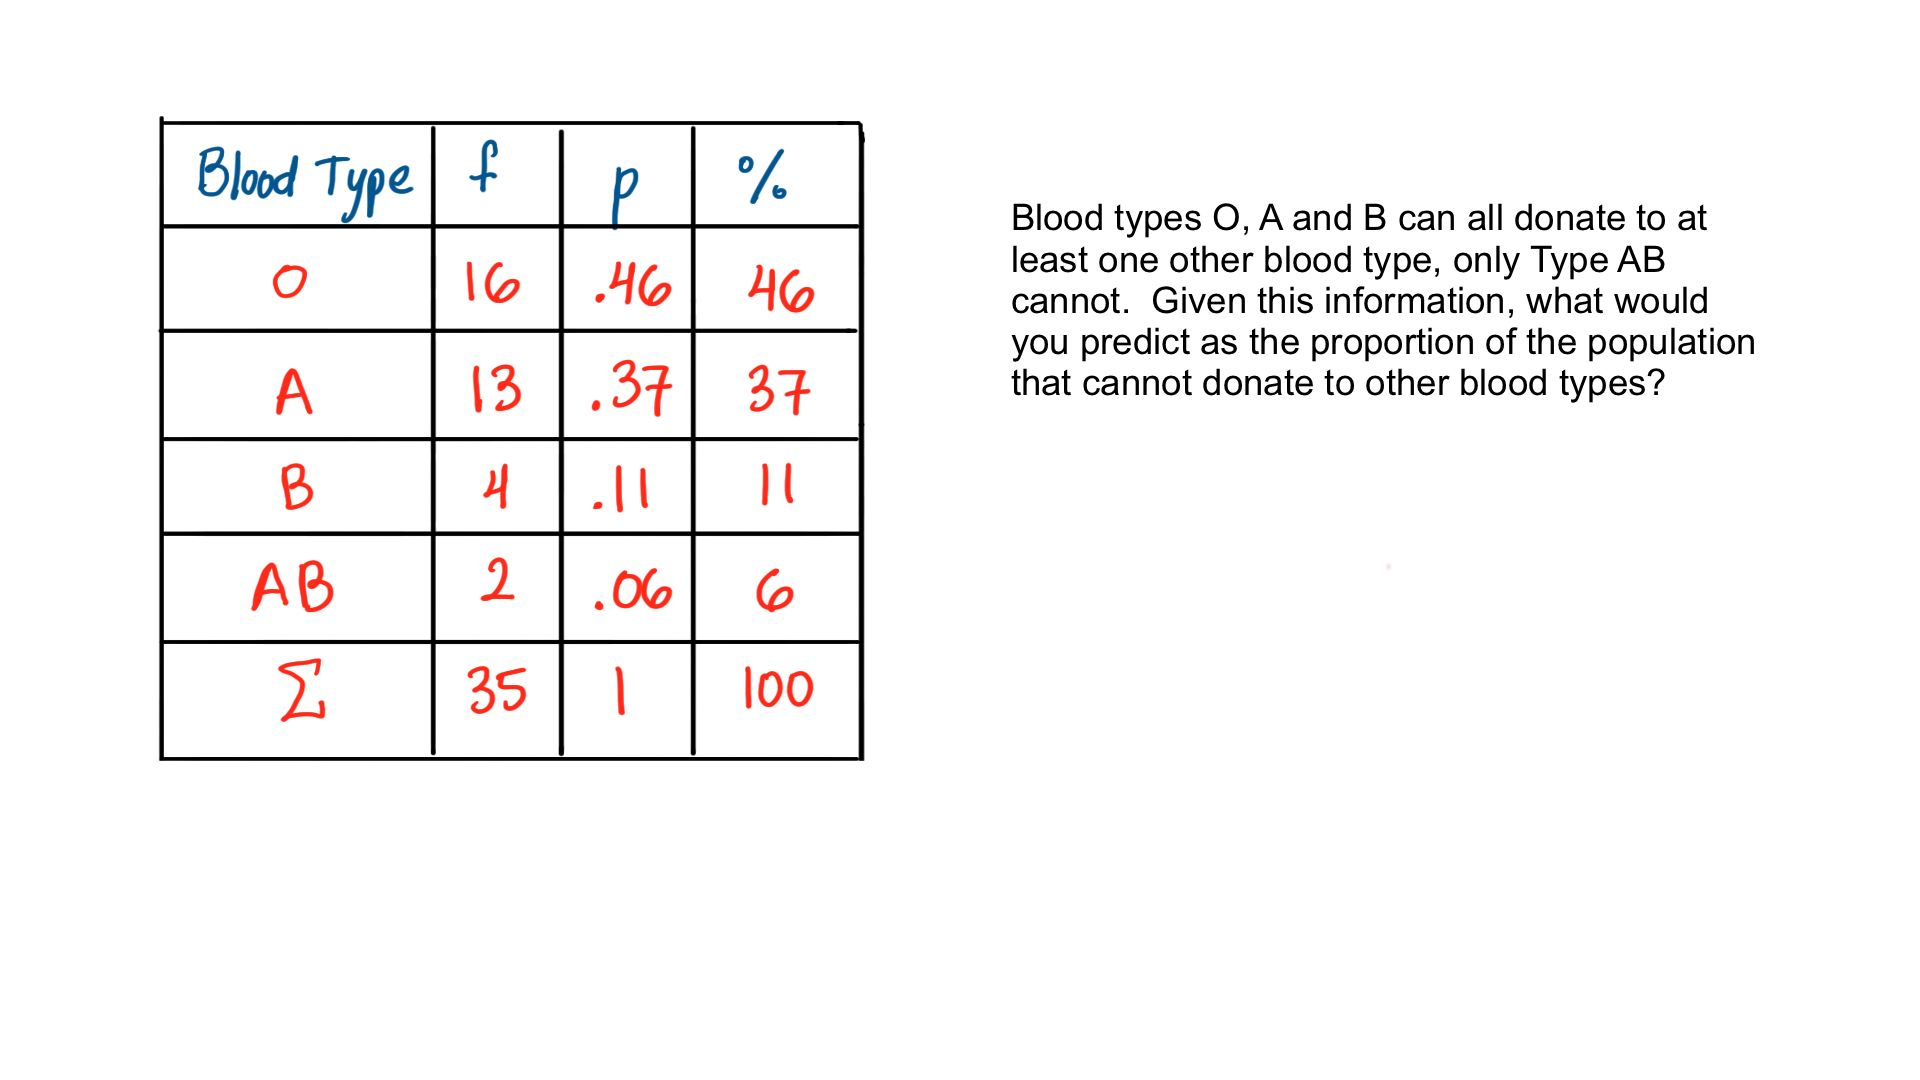 Blood Type f p %
O 16 .46 46
A 13 .37 37
B 4 .11 11
AB 2 .06 6
Σ 35 1 100
Blood types O, A and B can all donate to at
least one other blood type, only Type AB
cannot.  Given this information, what would
you predict as the proportion of the population
that cannot donate to other blood types?